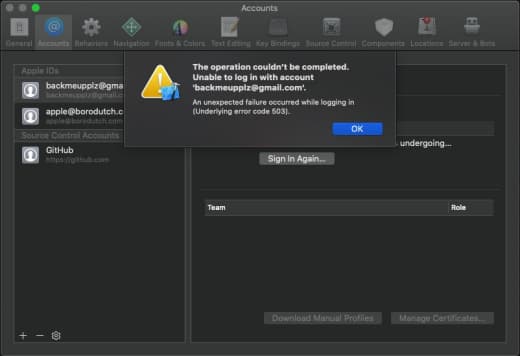 Accounts
General Accounts Behaviors Navigation Fonts & Colors Text Editing Key Bindings Source Control Components Locations Server & Bots
Apple IDs
backmeupplz@gma
backmeupplz@gmail.c
apple@borodutch.c
apple@borodutch.com
Source Control Accounts
GitHub
https://github.com
The operation couldn't be completed.
Unable to log in with account
'backmeupplz@gmail.com'.
An unexpected failure occurred while logging in
(Underlying error code 503).
OK
undergoing...
Sign In Again...
Team Role
Download Manual Profiles Manage Certificates...